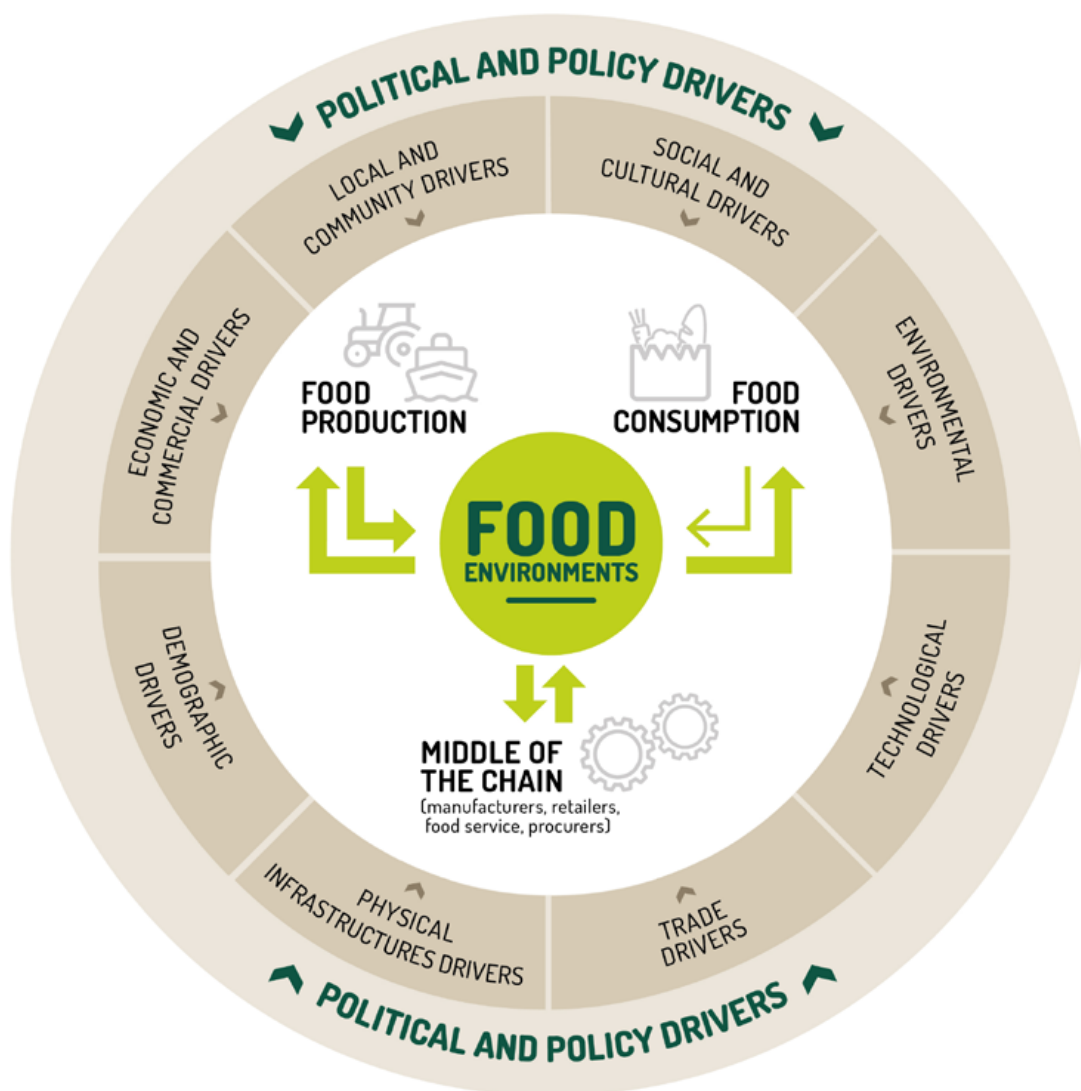 POLITICAL AND POLICY DRIVERS
LOCAL AND
COMMUNITY DRIVERS
SOCIAL AND
CULTURAL DRIVERS
ECONOMIC AND
COMMERCIAL DRIVERS
ENVIRONMENTAL
DRIVERS
FOOD
PRODUCTION
FOOD
CONSUMPTION
FOOD
ENVIRONMENTS
DEMOGRAPHIC
DRIVERS
TECHNOLOGICAL
DRIVERS
MIDDLE OF
THE CHAIN
(manufacturers, retailers,
food service, procurers)
PHYSICAL
INFRASTRUCTURES DRIVERS
TRADE
DRIVERS
POLITICAL AND POLICY DRIVERS